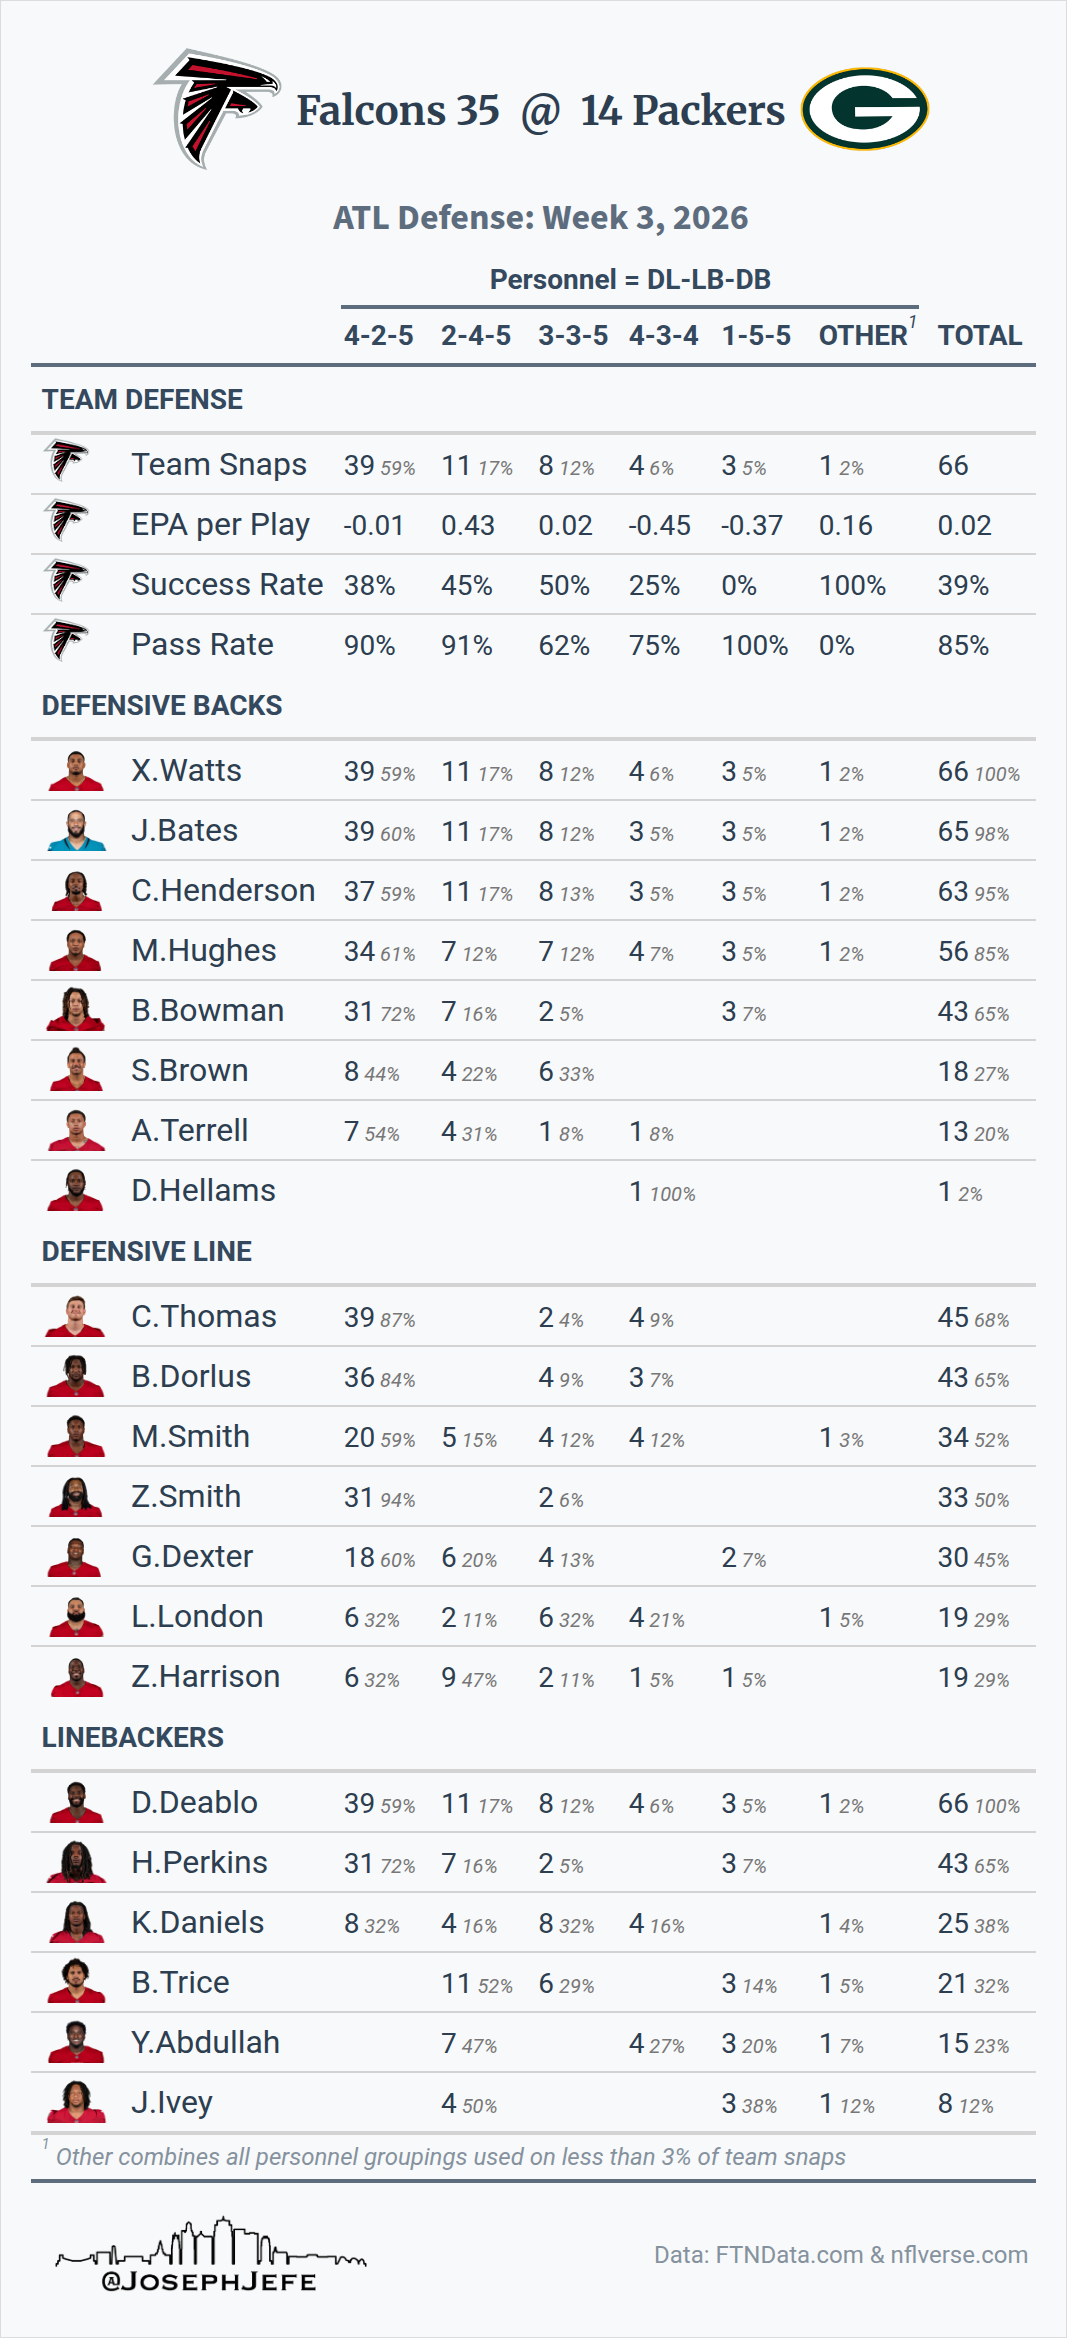 Falcons 35 @ 14 Packers
ATL Defense: Week 3, 2026
Personnel = DL-LB-DB
4-2-5 2-4-5 3-3-5 4-3-4 1-5-5 OTHER1 TOTAL
TEAM DEFENSE
Team Snaps 39 59% 11 17% 8 12% 4 6% 3 5% 1 2% 66
EPA per Play -0.01 0.43 0.02 -0.45 -0.37 0.16 0.02
Success Rate 38% 45% 50% 25% 0% 100% 39%
Pass Rate 90% 91% 62% 75% 100% 0% 85%
DEFENSIVE BACKS
X.Watts 39 59% 11 17% 8 12% 4 6% 3 5% 1 2% 66 100%
J.Bates 39 60% 11 17% 8 12% 3 5% 3 5% 1 2% 65 98%
C.Henderson 37 59% 11 17% 8 13% 3 5% 3 5% 1 2% 63 95%
M.Hughes 34 61% 7 12% 7 12% 4 7% 3 5% 1 2% 56 85%
B.Bowman 31 72% 7 16% 2 5% 3 7% 43 65%
S.Brown 8 44% 4 22% 6 33% 18 27%
A.Terrell 7 54% 4 31% 1 8% 1 8% 13 20%
D.Hellams 1 100% 1 2%
DEFENSIVE LINE
C.Thomas 39 87% 2 4% 4 9% 45 68%
B.Dorlus 36 84% 4 9% 3 7% 43 65%
M.Smith 20 59% 5 15% 4 12% 4 12% 1 3% 34 52%
Z.Smith 31 94% 2 6% 33 50%
G.Dexter 18 60% 6 20% 4 13% 2 7% 30 45%
L.London 6 32% 2 11% 6 32% 4 21% 1 5% 19 29%
Z.Harrison 6 32% 9 47% 2 11% 1 5% 1 5% 19 29%
LINEBACKERS
D.Deablo 39 59% 11 17% 8 12% 4 6% 3 5% 1 2% 66 100%
H.Perkins 31 72% 7 16% 2 5% 3 7% 43 65%
K.Daniels 8 32% 4 16% 8 32% 4 16% 1 4% 25 38%
B.Trice 11 52% 6 29% 3 14% 1 5% 21 32%
Y.Abdullah 7 47% 4 27% 3 20% 1 7% 15 23%
J.Ivey 4 50% 3 38% 1 12% 8 12%
1 Other combines all personnel groupings used on less than 3% of team snaps
@JOSEPHJEFE
Data: FTNData.com & nflverse.com